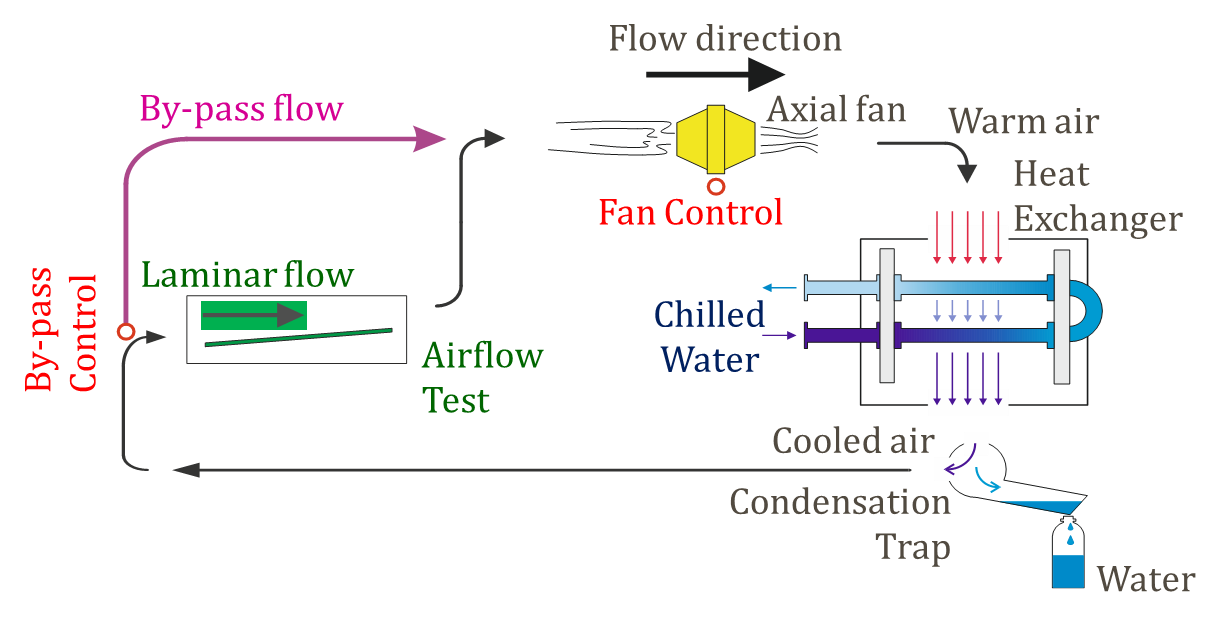 Flow direction
By-pass flow
Axial fan
Warm air
Heat
Exchanger
Fan Control
Laminar flow
By-pass
Control
Chilled
Water
Airflow
Test
Cooled air
Condensation
Trap
Water